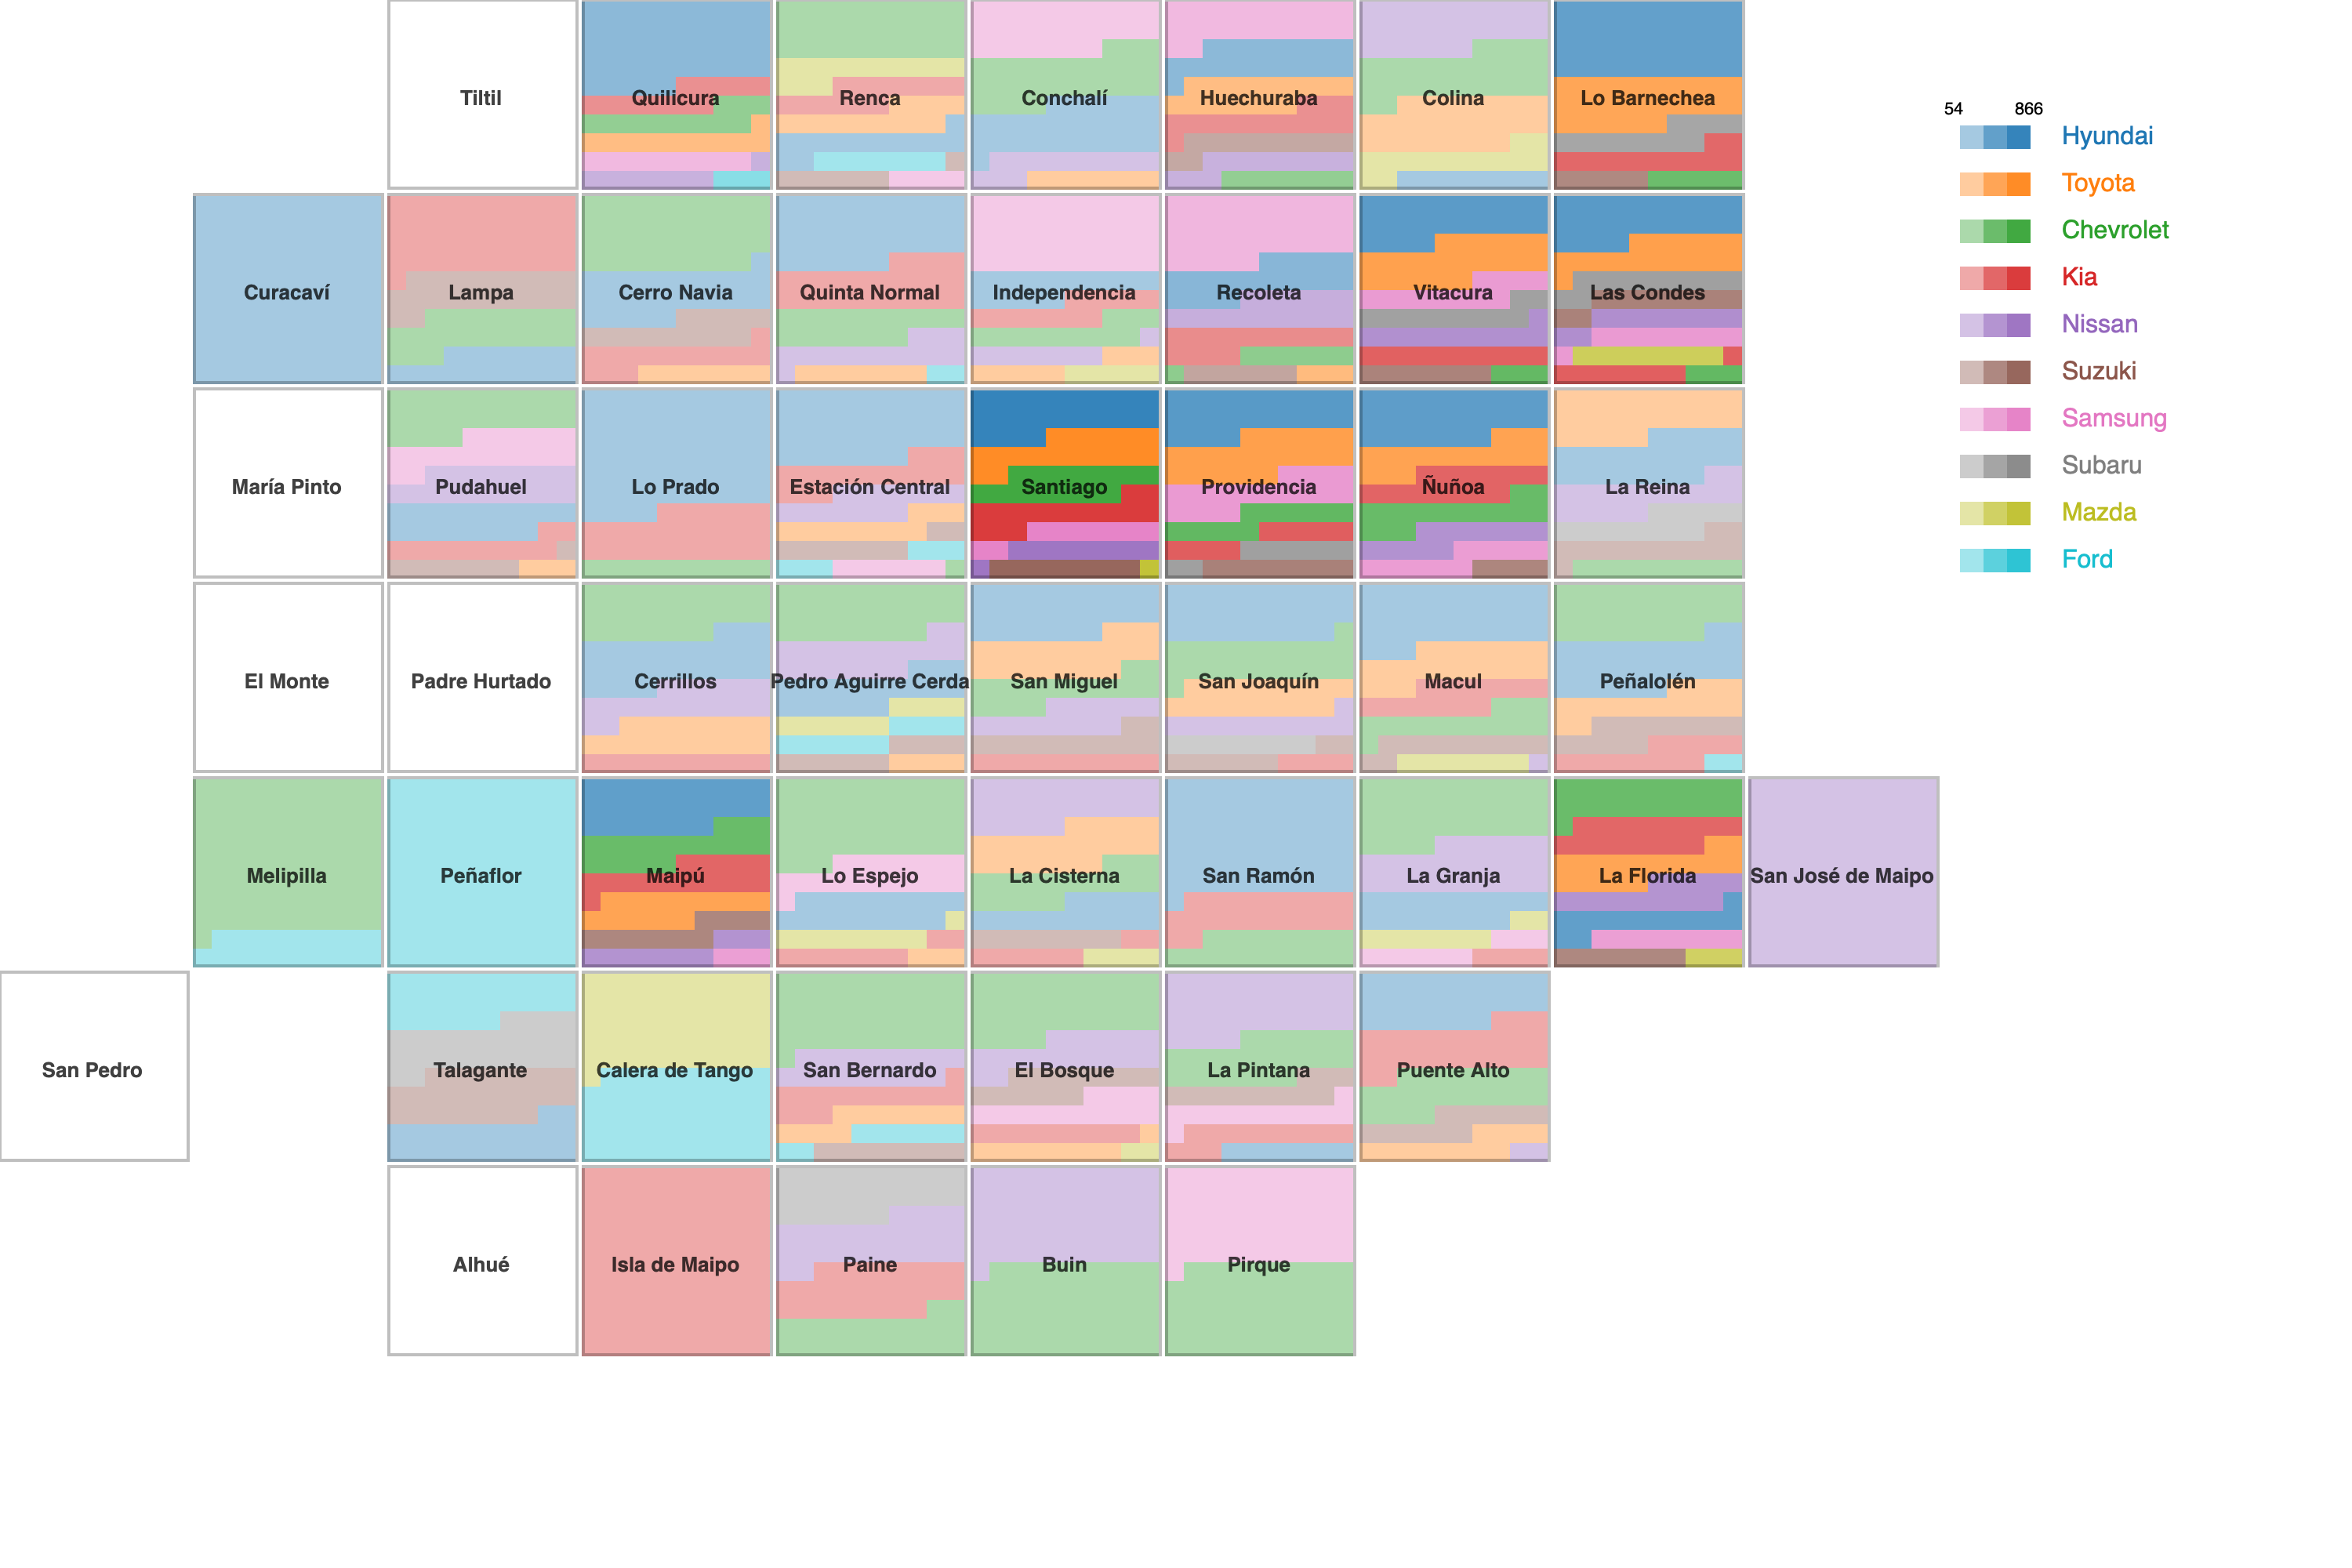 Tiltil
Quilicura
Renca
Conchalí
Huechuraba
Colina
Lo Barnechea
Curacaví
Lampa
Cerro Navia
Quinta Normal
Independencia
Recoleta
Vitacura
Las Condes
María Pinto
Pudahuel
Lo Prado
Estación Central
Santiago
Providencia
Ñuñoa
La Reina
El Monte
Padre Hurtado
Cerrillos
Pedro Aguirre Cerda
San Miguel
San Joaquín
Macul
Peñalolén
Melipilla
Peñaflor
Maipú
Lo Espejo
La Cisterna
San Ramón
La Granja
La Florida
San José de Maipo
San Pedro
Talagante
Calera de Tango
San Bernardo
El Bosque
La Pintana
Puente Alto
Alhué
Isla de Maipo
Paine
Buin
Pirque
54 866
Hyundai
Toyota
Chevrolet
Kia
Nissan
Suzuki
Samsung
Subaru
Mazda
Ford